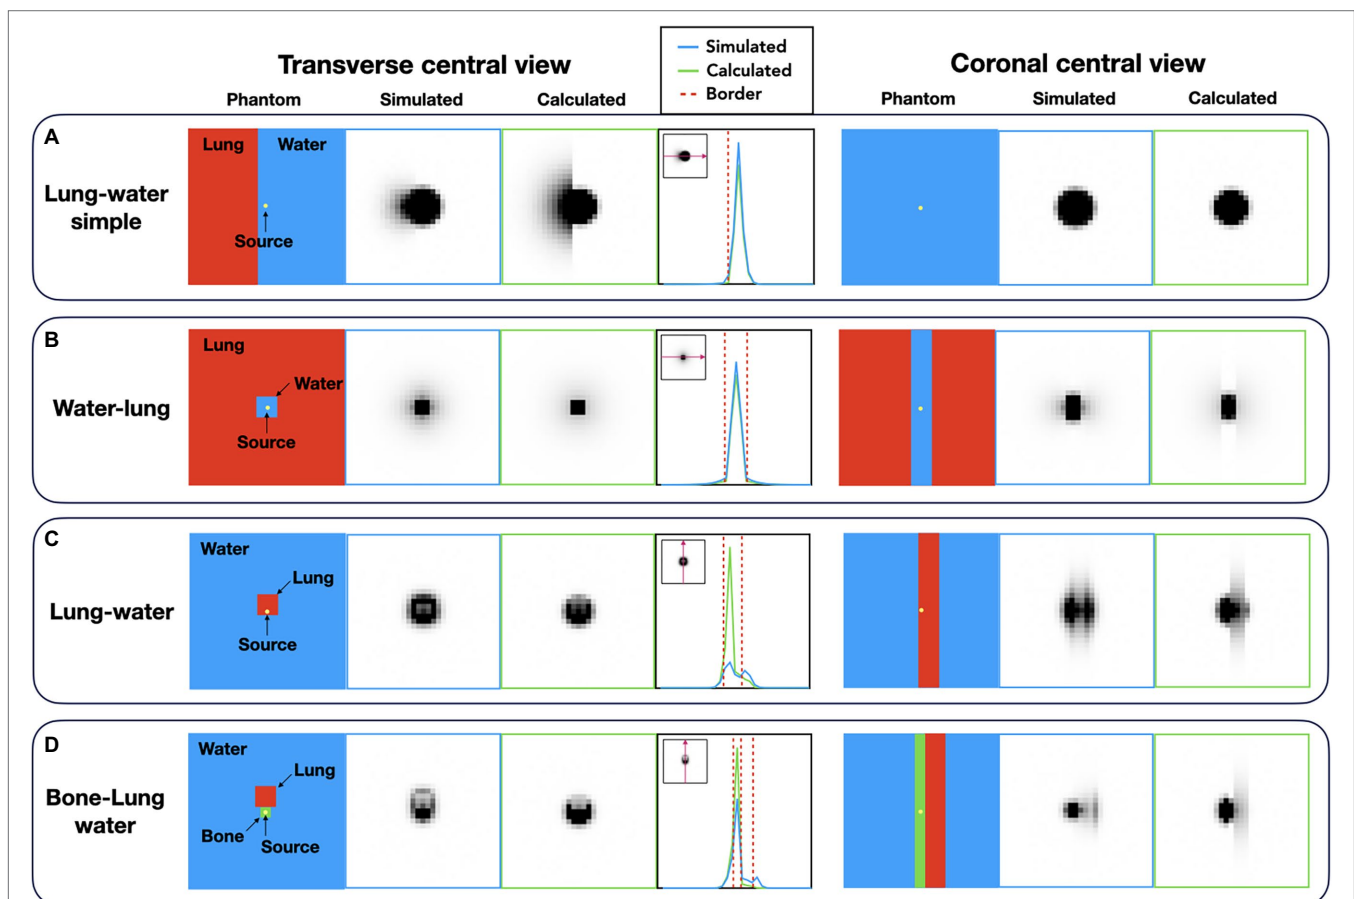 Simulated
Calculated
Border
Transverse central view
Coronal central view
Phantom
Simulated
Calculated
Phantom
Simulated
Calculated
A
Lung-water
simple
Lung
Water
Source
B
Water-lung
Lung
Water
Source
C
Lung-water
Water
Lung
Source
D
Bone-Lung
water
Water
Lung
Bone
Source